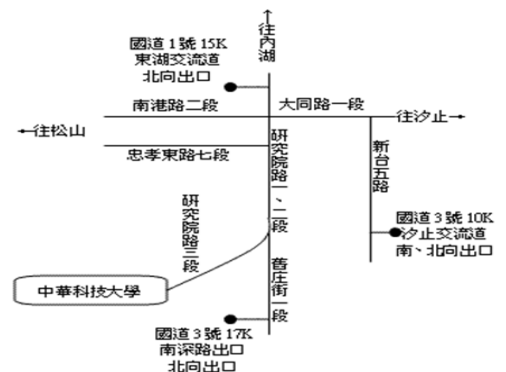 ↑往內湖
國道1號 15K
東湖交流道
北向出口
南港路二段
大同路一段
←往松山
往汐止→
忠孝東路七段
研究院路一、二段
新台五路
研究院路三段
國道3號 10K
汐止交流道
南、北向出口
舊庄街一段
中華科技大學
國道3號 17K
南深路出口
北向出口